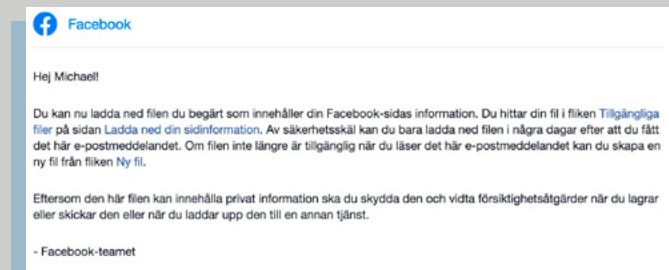 Facebook
Hej Michael!
Du kan nu ladda ned filen du begärt som innehåller din Facebook-sidas information. Du hittar din fil i fliken Tillgängliga
filer på sidan Ladda ned din sidinformation. Av säkerhetsskäl kan du bara ladda ned filen i några dagar efter att du fått
det här e-postmeddelandet. Om filen inte längre är tillgänglig när du läser det här e-postmeddelandet kan du skapa en
ny fil från fliken Ny fil.
Eftersom den här filen kan innehålla privat information ska du skydda den och vidta försiktighetsåtgärder när du lagrar
eller skickar den eller när du laddar upp den till en annan tjänst.
- Facebook-teamet